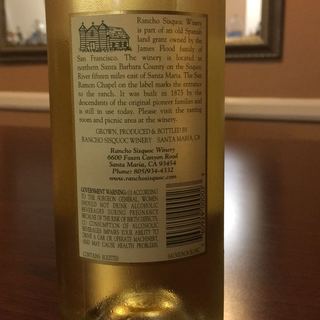 Rancho Sisquoc Winery
is part of an old Spanish
land grant owned by the
James Flood family of
San Francisco. The winery is located in
northern Santa Barbara County on the Sisquoc
River fifteen miles east of Santa Maria. The San
Ramon Chapel on the label marks the entrance
to the ranch. It was built in 1875 by the
descendents of the original pioneer families and
is still in use today. Please visit the tasting
room and picnic area at the winery.
GROWN, PRODUCED & BOTTLED BY
RANCHO SISQUOC WINERY SANTA MARIA, CA
Rancho Sisquoc Winery
6600 Foxen Canyon Road
Santa Maria, CA 93454
Phone: 805/934-4332
www.ranchosisquoc.com
GOVERNMENT WARNING: (1) ACCORDING
TO THE SURGEON GENERAL, WOMEN
SHOULD NOT DRINK ALCOHOLIC
BEVERAGES DURING PREGNANCY
BECAUSE OF THE RISK OF BIRTH DEFECTS.
(2) CONSUMPTION OF ALCOHOLIC
BEVERAGES IMPAIRS YOUR ABILITY TO
DRIVE A CAR OR OPERATE MACHINERY,
AND MAY CAUSE HEALTH PROBLEMS.
CONTAINS SULFITES
SAUVIGNON BLANC